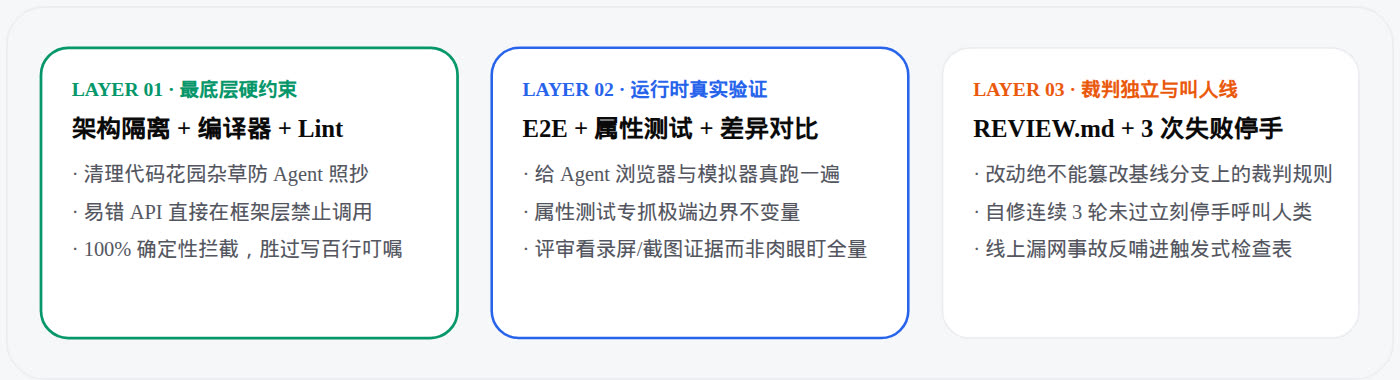 LAYER 01 · 最底层硬约束
架构隔离 + 编译器 + Lint
· 清理代码花园杂草防 Agent 照抄
· 易错 API 直接在框架层禁止调用
· 100% 确定性拦截，胜过写百行叮嘱
LAYER 02 · 运行时真实验证
E2E + 属性测试 + 差异对比
· 给 Agent 浏览器与模拟器真跑一遍
· 属性测试专抓极端边界不变量
· 评审看录屏/截图证据而非肉眼盯全量
LAYER 03 · 裁判独立与叫人线
REVIEW.md + 3 次失败停手
· 改动绝不能篡改基线分支上的裁判规则
· 自修连续 3 轮未过立刻停手呼叫人类
· 线上漏网事故反哺进触发式检查表